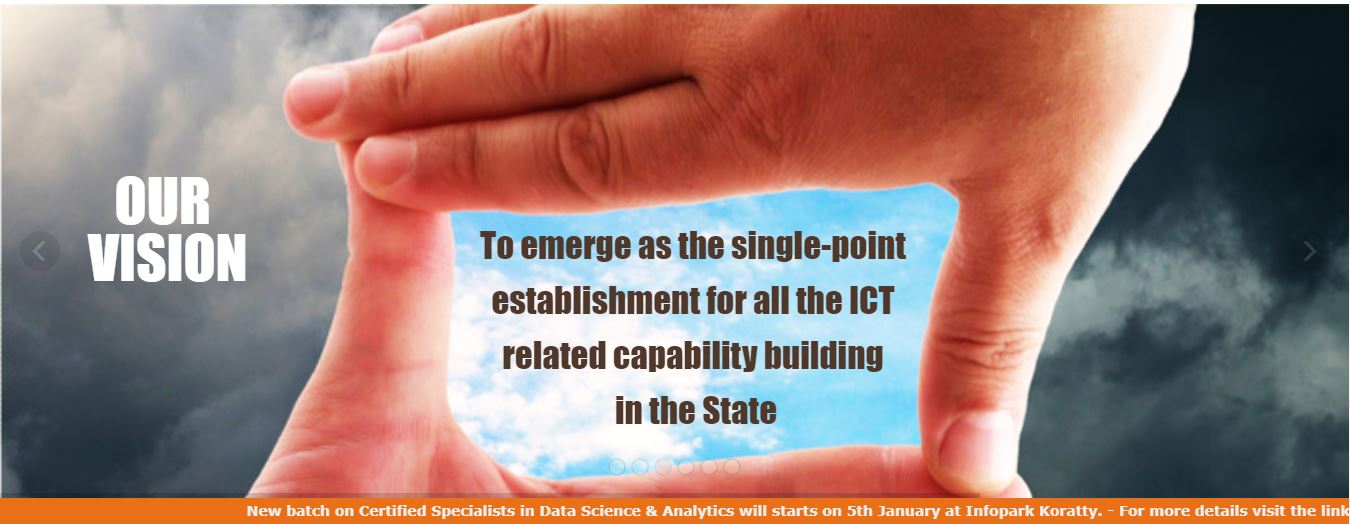 OUR
VISION
To emerge as the single-point
establishment for all the ICT
related capability building
in the State
New batch on Certified Specialists in Data Science & Analytics will starts on 5th January at Infopark Koratty. - For more details visit the link